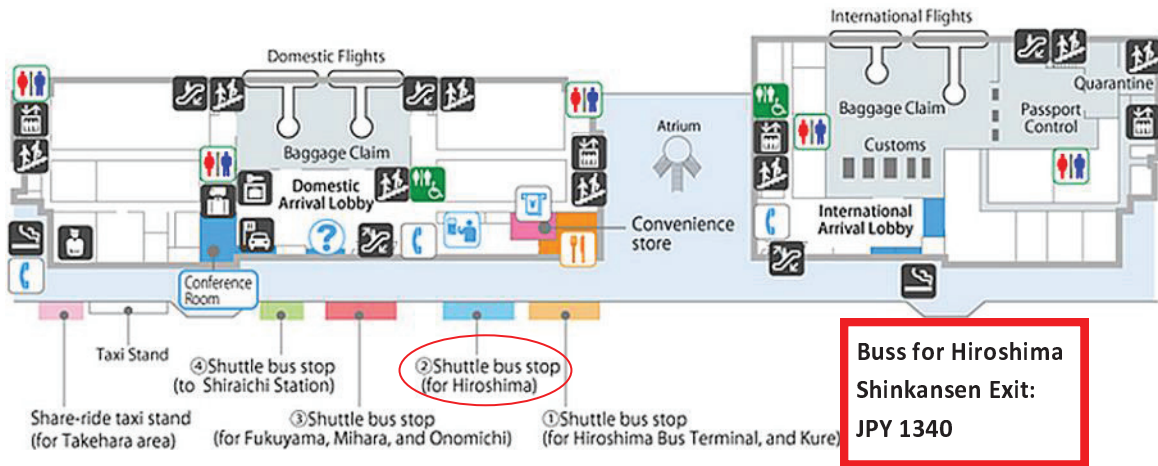 International Flights
Domestic Flights
Quarantine
Baggage Claim
Passport
Control
Atrium
Customs
Baggage Claim
Domestic
Arrival Lobby
Convenience
store
International
Arrival Lobby
?
Conference
Room
Taxi Stand
④Shuttle bus stop
(to Shiraichi Station)
②Shuttle bus stop
(for Hiroshima)
Share-ride taxi stand
(for Takehara area)
③Shuttle bus stop
(for Fukuyama, Mihara, and Onomichi)
①Shuttle bus stop
(for Hiroshima Bus Terminal, and Kure)
Buss for Hiroshima
Shinkansen Exit:
JPY 1340